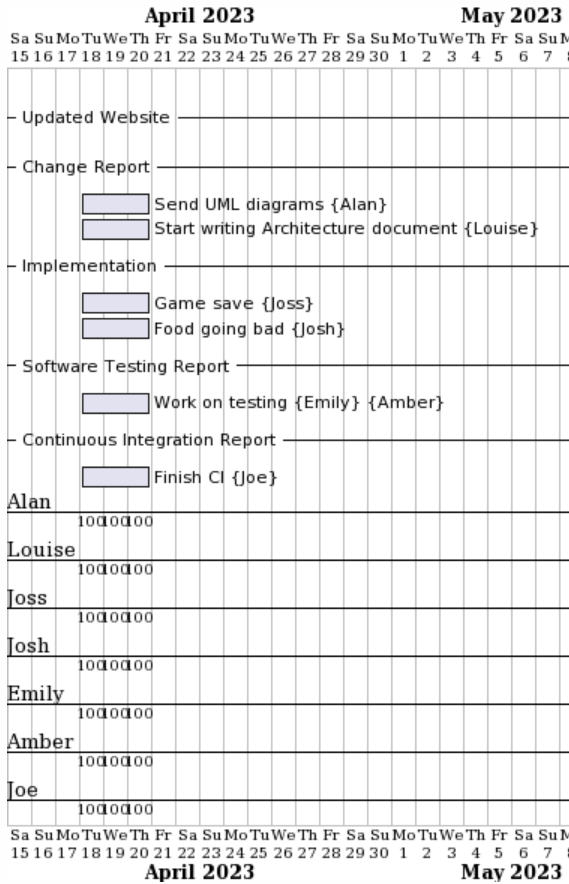 April 2023 May 2023
Sa Su Mo Tu We Th Fr Sa Su Mo Tu We Th Fr Sa Su Mo Tu We Th Fr Sa Su
15 16 17 18 19 20 21 22 23 24 25 26 27 28 29 30 1 2 3 4 5 6 7
Updated Website
Change Report
Send UML diagrams {Alan}
Start writing Architecture document {Louise}
Implementation
Game save {Joss}
Food going bad {Josh}
Software Testing Report
Work on testing {Emily} {Amber}
Continuous Integration Report
Finish CI {Joe}
Alan
100 100 100
Louise
100 100 100
Joss
100 100 100
Josh
100 100 100
Emily
100 100 100
Amber
100 100 100
Joe
100 100 100
Sa Su Mo Tu We Th Fr Sa Su Mo Tu We Th Fr Sa Su Mo Tu We Th Fr Sa Su
15 16 17 18 19 20 21 22 23 24 25 26 27 28 29 30 1 2 3 4 5 6 7
April 2023 May 2023